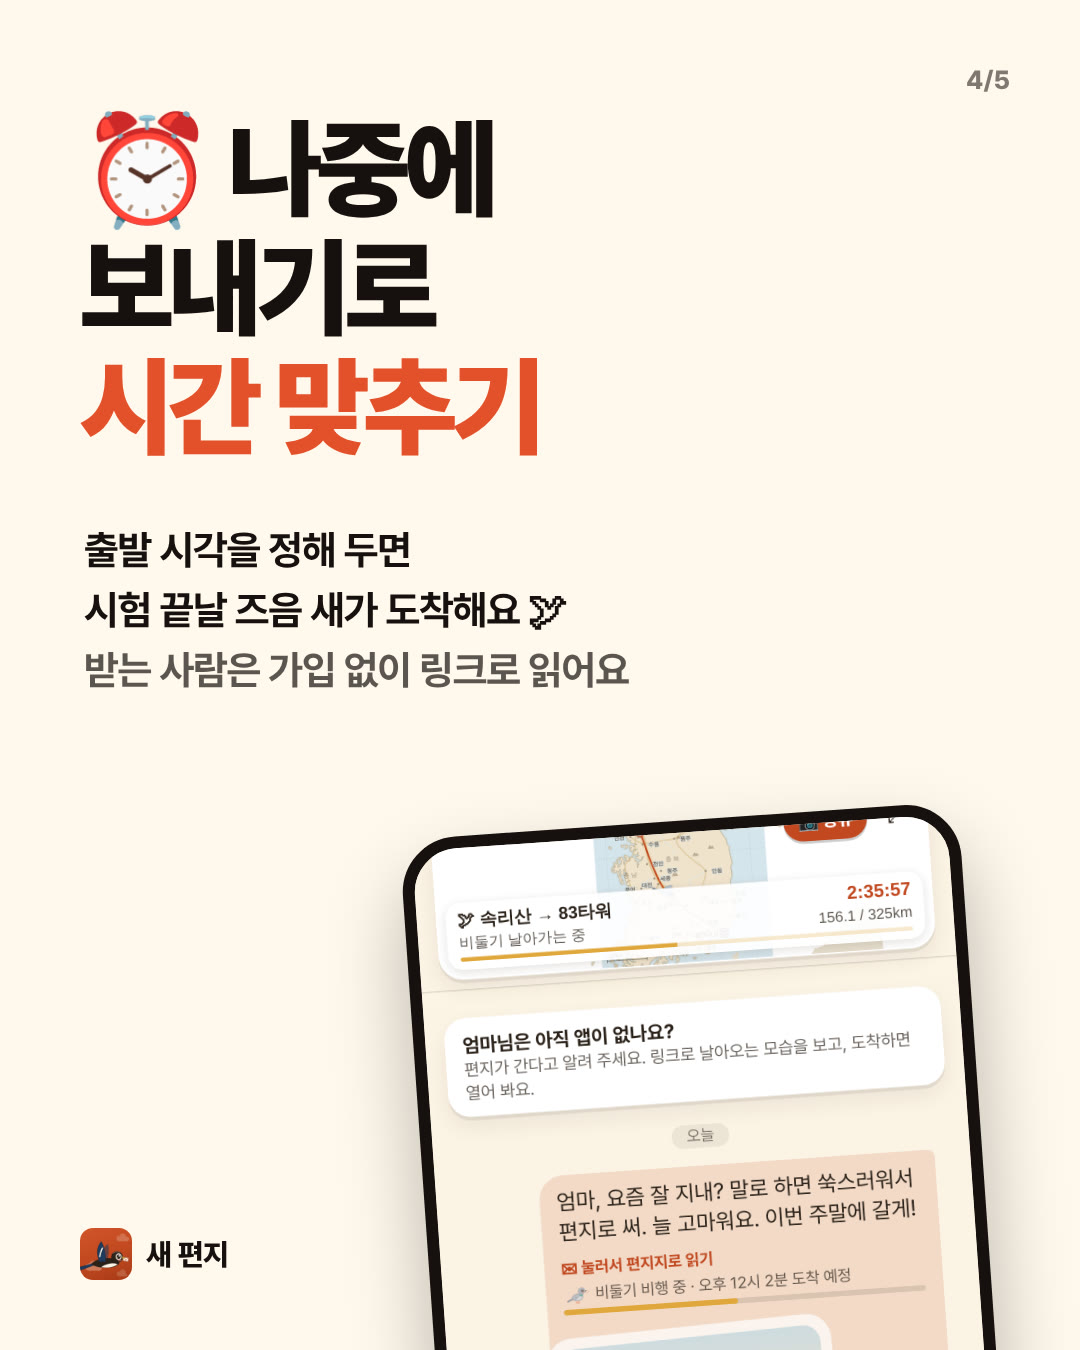 4/5
⏰ 나중에
보내기로
시간 맞추기
출발 시각을 정해 두면
시험 끝날 즈음 새가 도착해요 🕊
받는 사람은 가입 없이 링크로 읽어요
🕊 속리산 → 83타워
2:35:57
비둘기 날아가는 중
156.1 / 325km
엄마님은 아직 앱이 없나요?
편지가 간다고 알려 주세요. 링크로 날아오는 모습을 보고, 도착하면
열어 봐요.
오늘
엄마, 요즘 잘 지내? 말로 하면 쑥스러워서
편지로 써. 늘 고마워요. 이번 주말에 갈게!
✉ 눌러서 편지지로 읽기
비둘기 비행 중 · 오후 12시 2분 도착 예정
새 편지